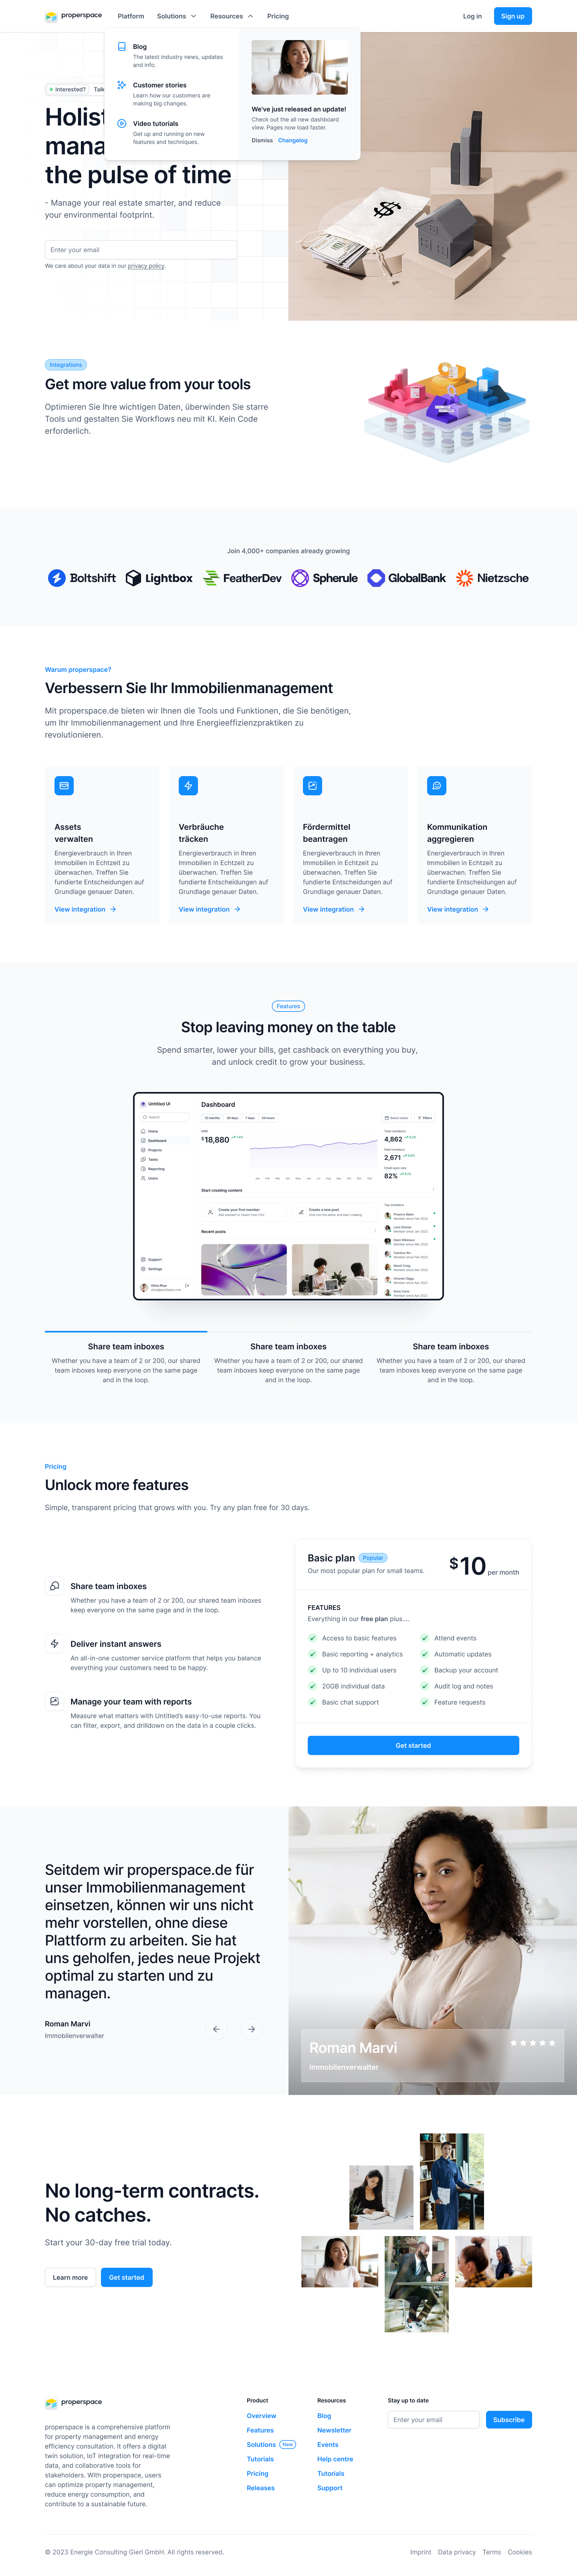 properspace
Platform
Solutions
Resources
Pricing
Log in
Sign up
Blog
The latest industry news, updates
and info.
Customer stories
Learn how our customers are
making big changes.
Video tutorials
Get up and running on new
features and techniques.
We've just released an update!
Check out the all new dashboard
view. Pages now load faster.
Dismiss
Changelog
Interested?
Talk
Holist
mana
the pulse of time
- Manage your real estate smarter, and reduce
your environmental footprint.
Enter your email
We care about your data in our privacy policy.
Integrations
Get more value from your tools
Optimieren Sie Ihre wichtigen Daten, überwinden Sie starre
Tools und gestalten Sie Workflows neu mit KI. Kein Code
erforderlich.
Join 4,000+ companies already growing
Boltshift
Lightbox
FeatherDev
Spherule
GlobalBank
Nietzsche
Warum properspace?
Verbessern Sie Ihr Immobilienmanagement
Mit properspace.de bieten wir Ihnen die Tools und Funktionen, die Sie benötigen,
um Ihr Immobilienmanagement und Ihre Energieeffizienzpraktiken zu
revolutionieren.
Assets
verwalten
Energieverbrauch in Ihren
Immobilien in Echtzeit zu
überwachen. Treffen Sie
fundierte Entscheidungen auf
Grundlage genauer Daten.
View integration
Verbräuche
träcken
Energieverbrauch in Ihren
Immobilien in Echtzeit zu
überwachen. Treffen Sie
fundierte Entscheidungen auf
Grundlage genauer Daten.
View integration
Fördermittel
beantragen
Energieverbrauch in Ihren
Immobilien in Echtzeit zu
überwachen. Treffen Sie
fundierte Entscheidungen auf
Grundlage genauer Daten.
View integration
Kommunikation
aggregieren
Energieverbrauch in Ihren
Immobilien in Echtzeit zu
überwachen. Treffen Sie
fundierte Entscheidungen auf
Grundlage genauer Daten.
View integration
Features
Stop leaving money on the table
Spend smarter, lower your bills, get cashback on everything you buy,
and unlock credit to grow your business.
Untitled UI
Search
Home
Dashboard
Projects
Tasks
Reporting
Users
Support
Settings
Dashboard
12 months
30 days
7 days
24 hours
Filters
$18,880
4,862
2,671
82%
Start creating content
Create your first member
Create a new post
Recent posts
Share team inboxes
Whether you have a team of 2 or 200, our shared
team inboxes keep everyone on the same page
and in the loop.
Share team inboxes
Whether you have a team of 2 or 200, our shared
team inboxes keep everyone on the same page
and in the loop.
Share team inboxes
Whether you have a team of 2 or 200, our shared
team inboxes keep everyone on the same page
and in the loop.
Pricing
Unlock more features
Simple, transparent pricing that grows with you. Try any plan free for 30 days.
Share team inboxes
Whether you have a team of 2 or 200, our shared team inboxes
keep everyone on the same page and in the loop.
Deliver instant answers
An all-in-one customer service platform that helps you balance
everything your customers need to be happy.
Manage your team with reports
Measure what matters with Untitled's easy-to-use reports. You
can filter, export, and drilldown on the data in a couple clicks.
Basic plan
Popular
Our most popular plan for small teams.
$10 per month
FEATURES
Everything in our free plan plus....
Access to basic features
Basic reporting + analytics
Up to 10 individual users
20GB individual data
Basic chat support
Attend events
Automatic updates
Backup your account
Audit log and notes
Feature requests
Get started
Seitdem wir properspace.de für
unser Immobilienmanagement
einsetzen, können wir uns nicht
mehr vorstellen, ohne diese
Plattform zu arbeiten. Sie hat
uns geholfen, jedes neue Projekt
optimal zu starten und zu
managen.
Roman Marvi
Immobilenverwalter
Roman Marvi
Immobilenverwalter
No long-term contracts.
No catches.
Start your 30-day free trial today.
Learn more
Get started
properspace
properspace is a comprehensive platform
for property management and energy
efficiency consultation. It offers a digital
twin solution, IoT integration for real-time
data, and collaborative tools for
stakeholders. With properspace, users
can optimize property management,
reduce energy consumption, and
contribute to a sustainable future.
Product
Overview
Features
Solutions New
Tutorials
Pricing
Releases
Resources
Blog
Newsletter
Events
Help centre
Tutorials
Support
Stay up to date
Enter your email
Subscribe
© 2023 Energie Consulting Gierl GmbH. All rights reserved.
Imprint
Data privacy
Terms
Cookies